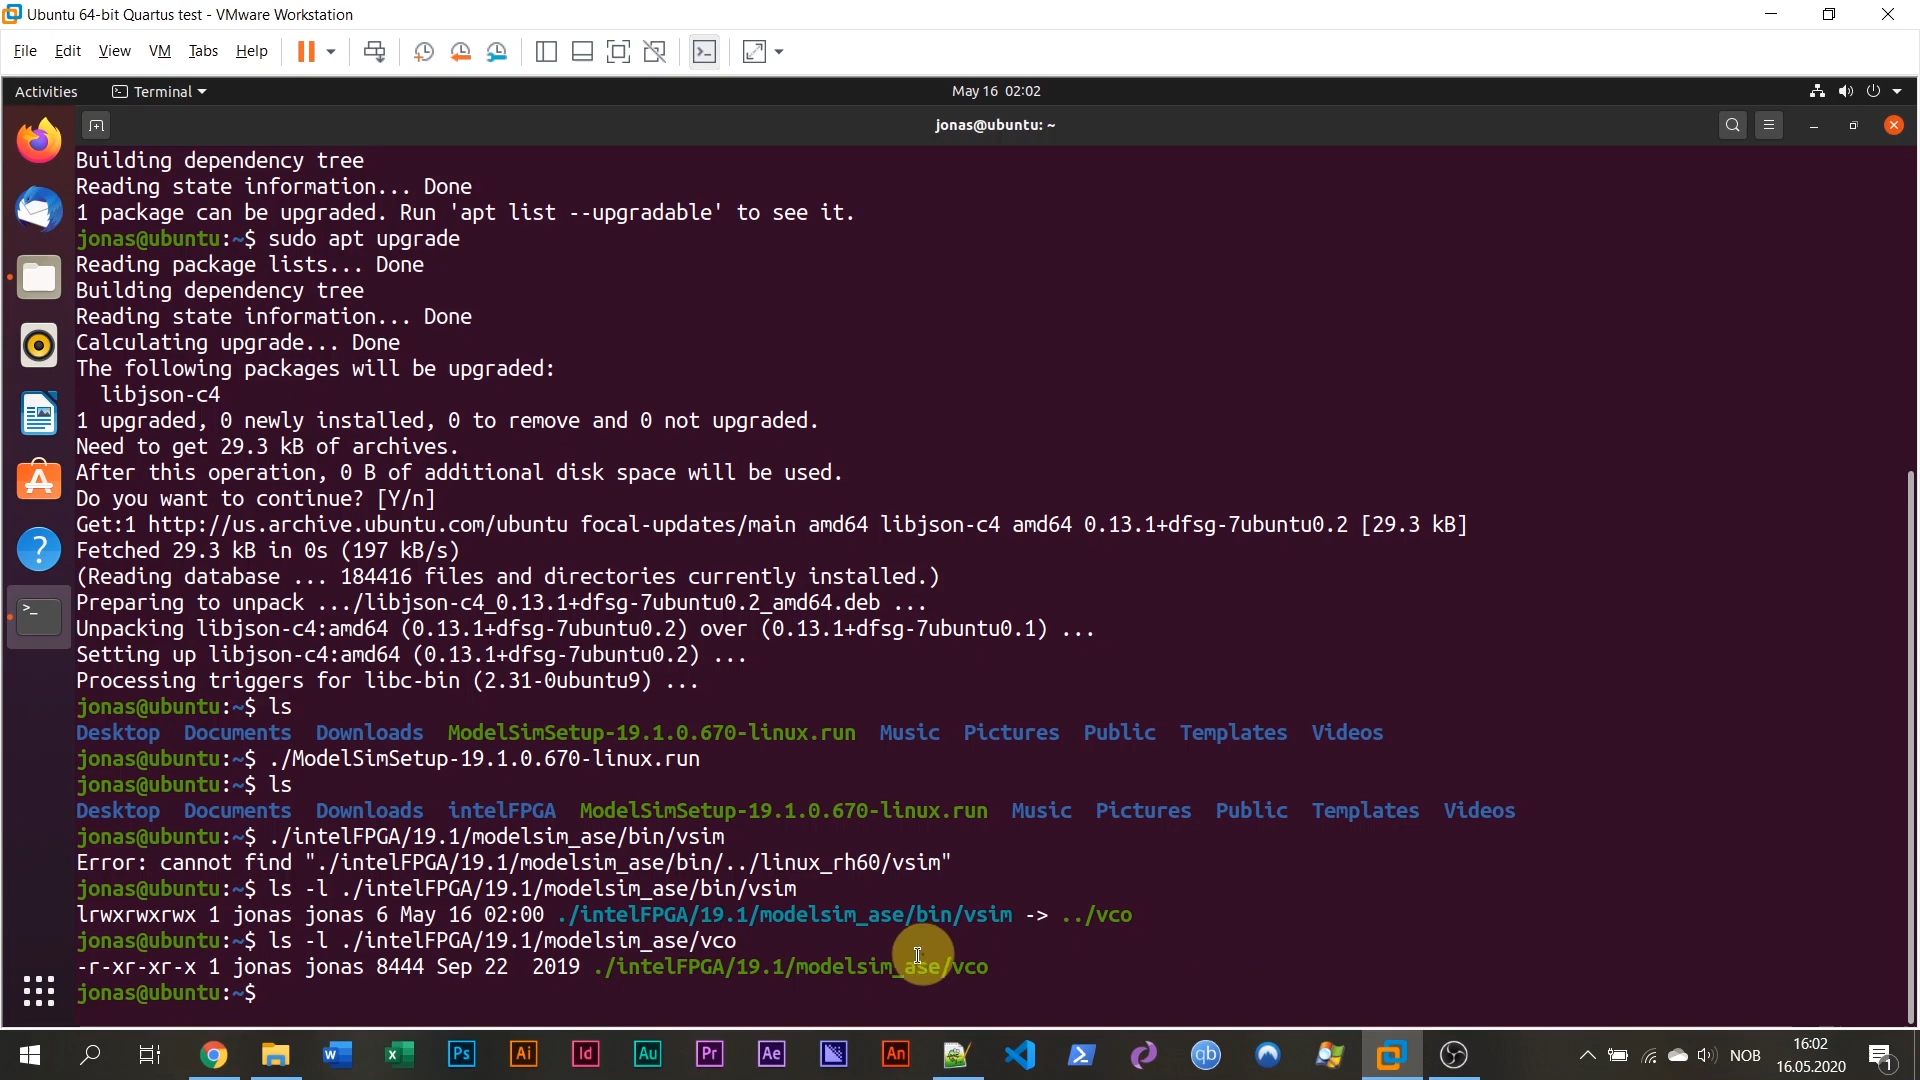 Ubuntu 64-bit Quartus test - VMware Workstation
File Edit View VM Tabs Help
Activities Terminal May 16 02:02
jonas@ubuntu: ~
Building dependency tree
Reading state information... Done
1 package can be upgraded. Run 'apt list --upgradable' to see it.
jonas@ubuntu:~$ sudo apt upgrade
Reading package lists... Done
Building dependency tree
Reading state information... Done
Calculating upgrade... Done
The following packages will be upgraded:
  libjson-c4
1 upgraded, 0 newly installed, 0 to remove and 0 not upgraded.
Need to get 29.3 kB of archives.
After this operation, 0 B of additional disk space will be used.
Do you want to continue? [Y/n]
Get:1 http://us.archive.ubuntu.com/ubuntu focal-updates/main amd64 libjson-c4 amd64 0.13.1+dfsg-7ubuntu0.2 [29.3 kB]
Fetched 29.3 kB in 0s (197 kB/s)
(Reading database ... 184416 files and directories currently installed.)
Preparing to unpack .../libjson-c4_0.13.1+dfsg-7ubuntu0.2_amd64.deb ...
Unpacking libjson-c4:amd64 (0.13.1+dfsg-7ubuntu0.2) over (0.13.1+dfsg-7ubuntu0.1) ...
Setting up libjson-c4:amd64 (0.13.1+dfsg-7ubuntu0.2) ...
Processing triggers for libc-bin (2.31-0ubuntu9) ...
jonas@ubuntu:~$ ls
Desktop  Documents  Downloads  ModelSimSetup-19.1.0.670-linux.run  Music  Pictures  Public  Templates  Videos
jonas@ubuntu:~$ ./ModelSimSetup-19.1.0.670-linux.run
jonas@ubuntu:~$ ls
Desktop  Documents  Downloads  intelFPGA  ModelSimSetup-19.1.0.670-linux.run  Music  Pictures  Public  Templates  Videos
jonas@ubuntu:~$ ./intelFPGA/19.1/modelsim_ase/bin/vsim
Error: cannot find "./intelFPGA/19.1/modelsim_ase/bin/../linux_rh60/vsim"
jonas@ubuntu:~$ ls -l ./intelFPGA/19.1/modelsim_ase/bin/vsim
lrwxrwxrwx 1 jonas jonas 6 May 16 02:00 ./intelFPGA/19.1/modelsim_ase/bin/vsim -> ../vco
jonas@ubuntu:~$ ls -l ./intelFPGA/19.1/modelsim_ase/vco
-r-xr-xr-x 1 jonas jonas 8444 Sep 22  2019 ./intelFPGA/19.1/modelsim_ase/vco
jonas@ubuntu:~$
Ps Ai Id Au Pr Ae An qb NOB 16:02
16.05.2020 1